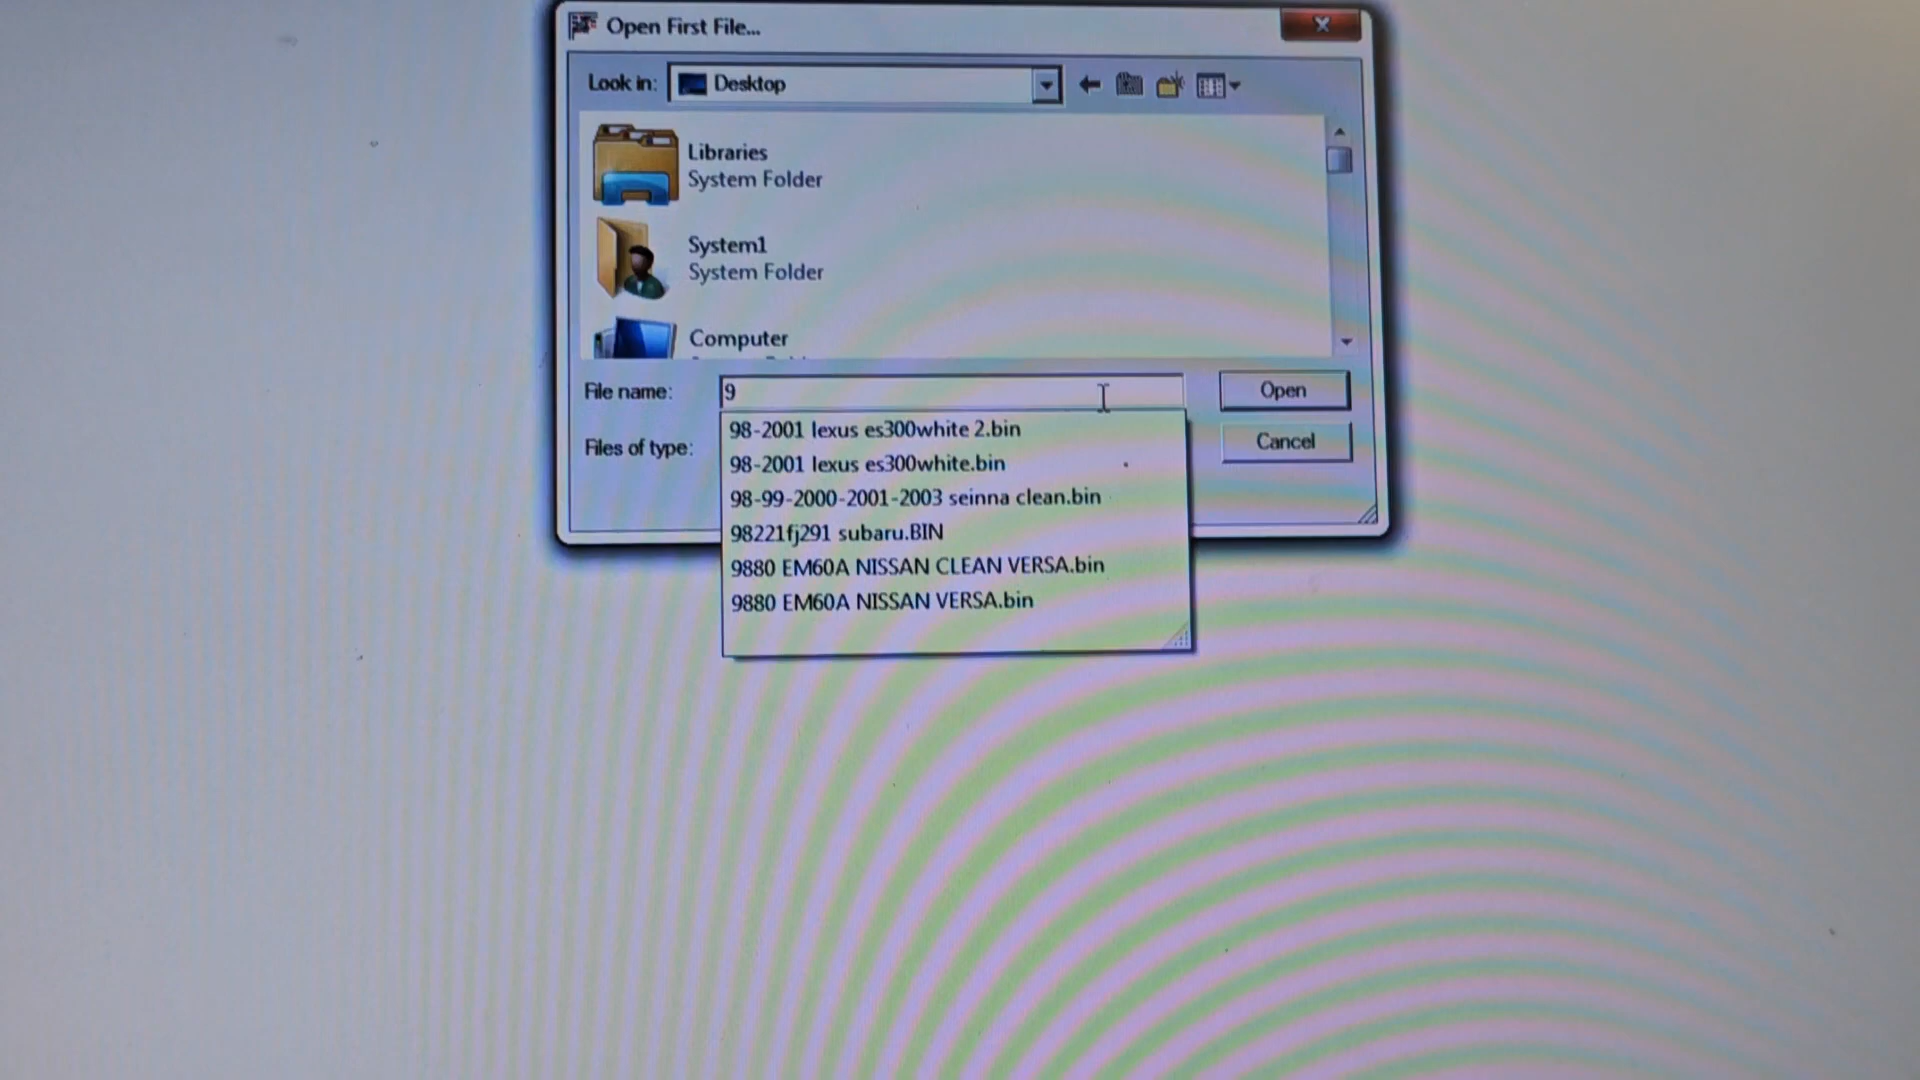 Open First File...
Look in:
Desktop
Libraries
System Folder
System1
System Folder
Computer
File name:
9
Open
98-2001 lexus es300white 2.bin
Files of type:
Cancel
98-2001 lexus es300white.bin
98-99-2000-2001-2003 seinna clean.bin
98221fj291 subaru.BIN
9880 EM60A NISSAN CLEAN VERSA.bin
9880 EM60A NISSAN VERSA.bin